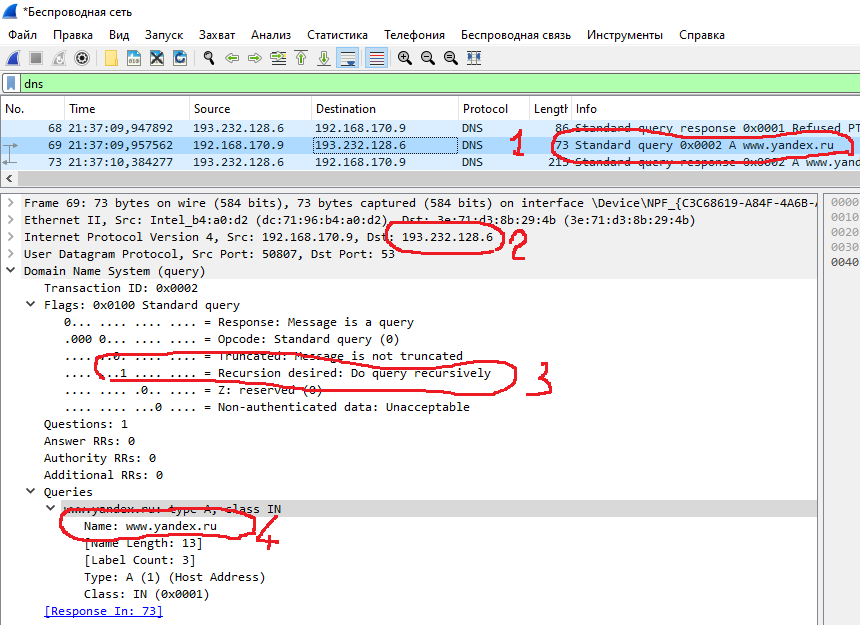 *Беспроводная сеть
Файл Правка Вид Запуск Захват Анализ Статистика Телефония Беспроводная связь Инструменты Справка
dns
No. Time Source Destination Protocol Length Info
68 21:37:09,947892 193.232.128.6 192.168.170.9 DNS 86 Standard query response 0x0001 Refused PT
69 21:37:09,957562 192.168.170.9 193.232.128.6 DNS 1 73 Standard query 0x0002 A www.yandex.ru
73 21:37:10,384277 193.232.128.6 192.168.170.9 DNS 215 Standard query response 0x0002 A www.yand
Frame 69: 73 bytes on wire (584 bits), 73 bytes captured (584 bits) on interface \Device\NPF_{C3C68619-A84F-4A6B-A
Ethernet II, Src: Intel_b4:a0:d2 (dc:71:96:b4:a0:d2), Dst: 3e:71:d3:8b:29:4b (3e:71:d3:8b:29:4b)
Internet Protocol Version 4, Src: 192.168.170.9, Dst: 193.232.128.6 2
User Datagram Protocol, Src Port: 50807, Dst Port: 53
Domain Name System (query)
Transaction ID: 0x0002
Flags: 0x0100 Standard query
0... .... .... .... = Response: Message is a query
.000 0... .... .... = Opcode: Standard query (0)
.... ..0. .... .... = Truncated: Message is not truncated
.... ...1 .... .... = Recursion desired: Do query recursively 3
.... .... .0.. .... = Z: reserved (0)
.... .... ...0 .... = Non-authenticated data: Unacceptable
Questions: 1
Answer RRs: 0
Authority RRs: 0
Additional RRs: 0
Queries
www.yandex.ru: type A, class IN
Name: www.yandex.ru 4
[Name Length: 13]
[Label Count: 3]
Type: A (1) (Host Address)
Class: IN (0x0001)
[Response In: 73]
0000
0010
0020
0030
0040